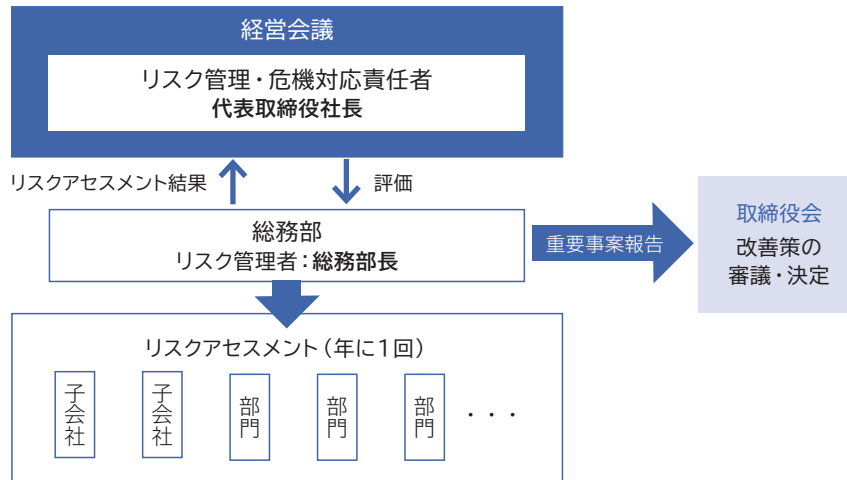 経営会議
リスク管理・危機対応責任者
代表取締役社長
リスクアセスメント結果
評価
総務部
リスク管理者：総務部長
重要事案報告
取締役会
改善策の
審議・決定
リスクアセスメント（年に1回）
子会社
子会社
部門
部門
部門
・・・